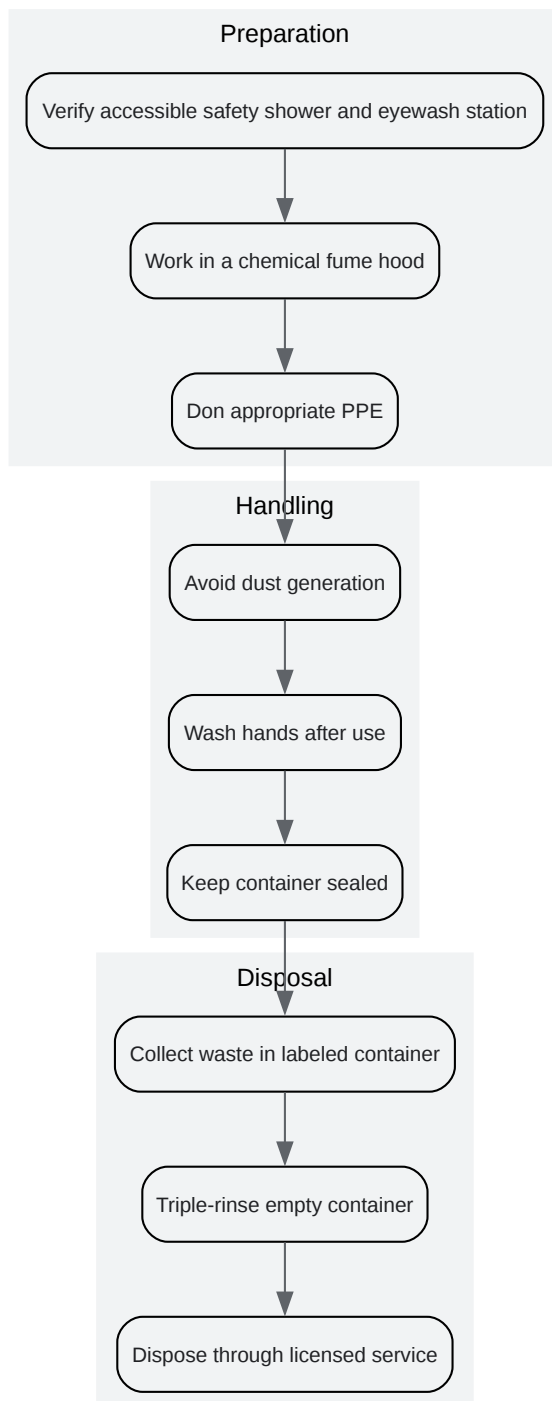 Preparation
Verify accessible safety shower and eyewash station
Work in a chemical fume hood
Don appropriate PPE
Handling
Avoid dust generation
Wash hands after use
Keep container sealed
Disposal
Collect waste in labeled container
Triple-rinse empty container
Dispose through licensed service